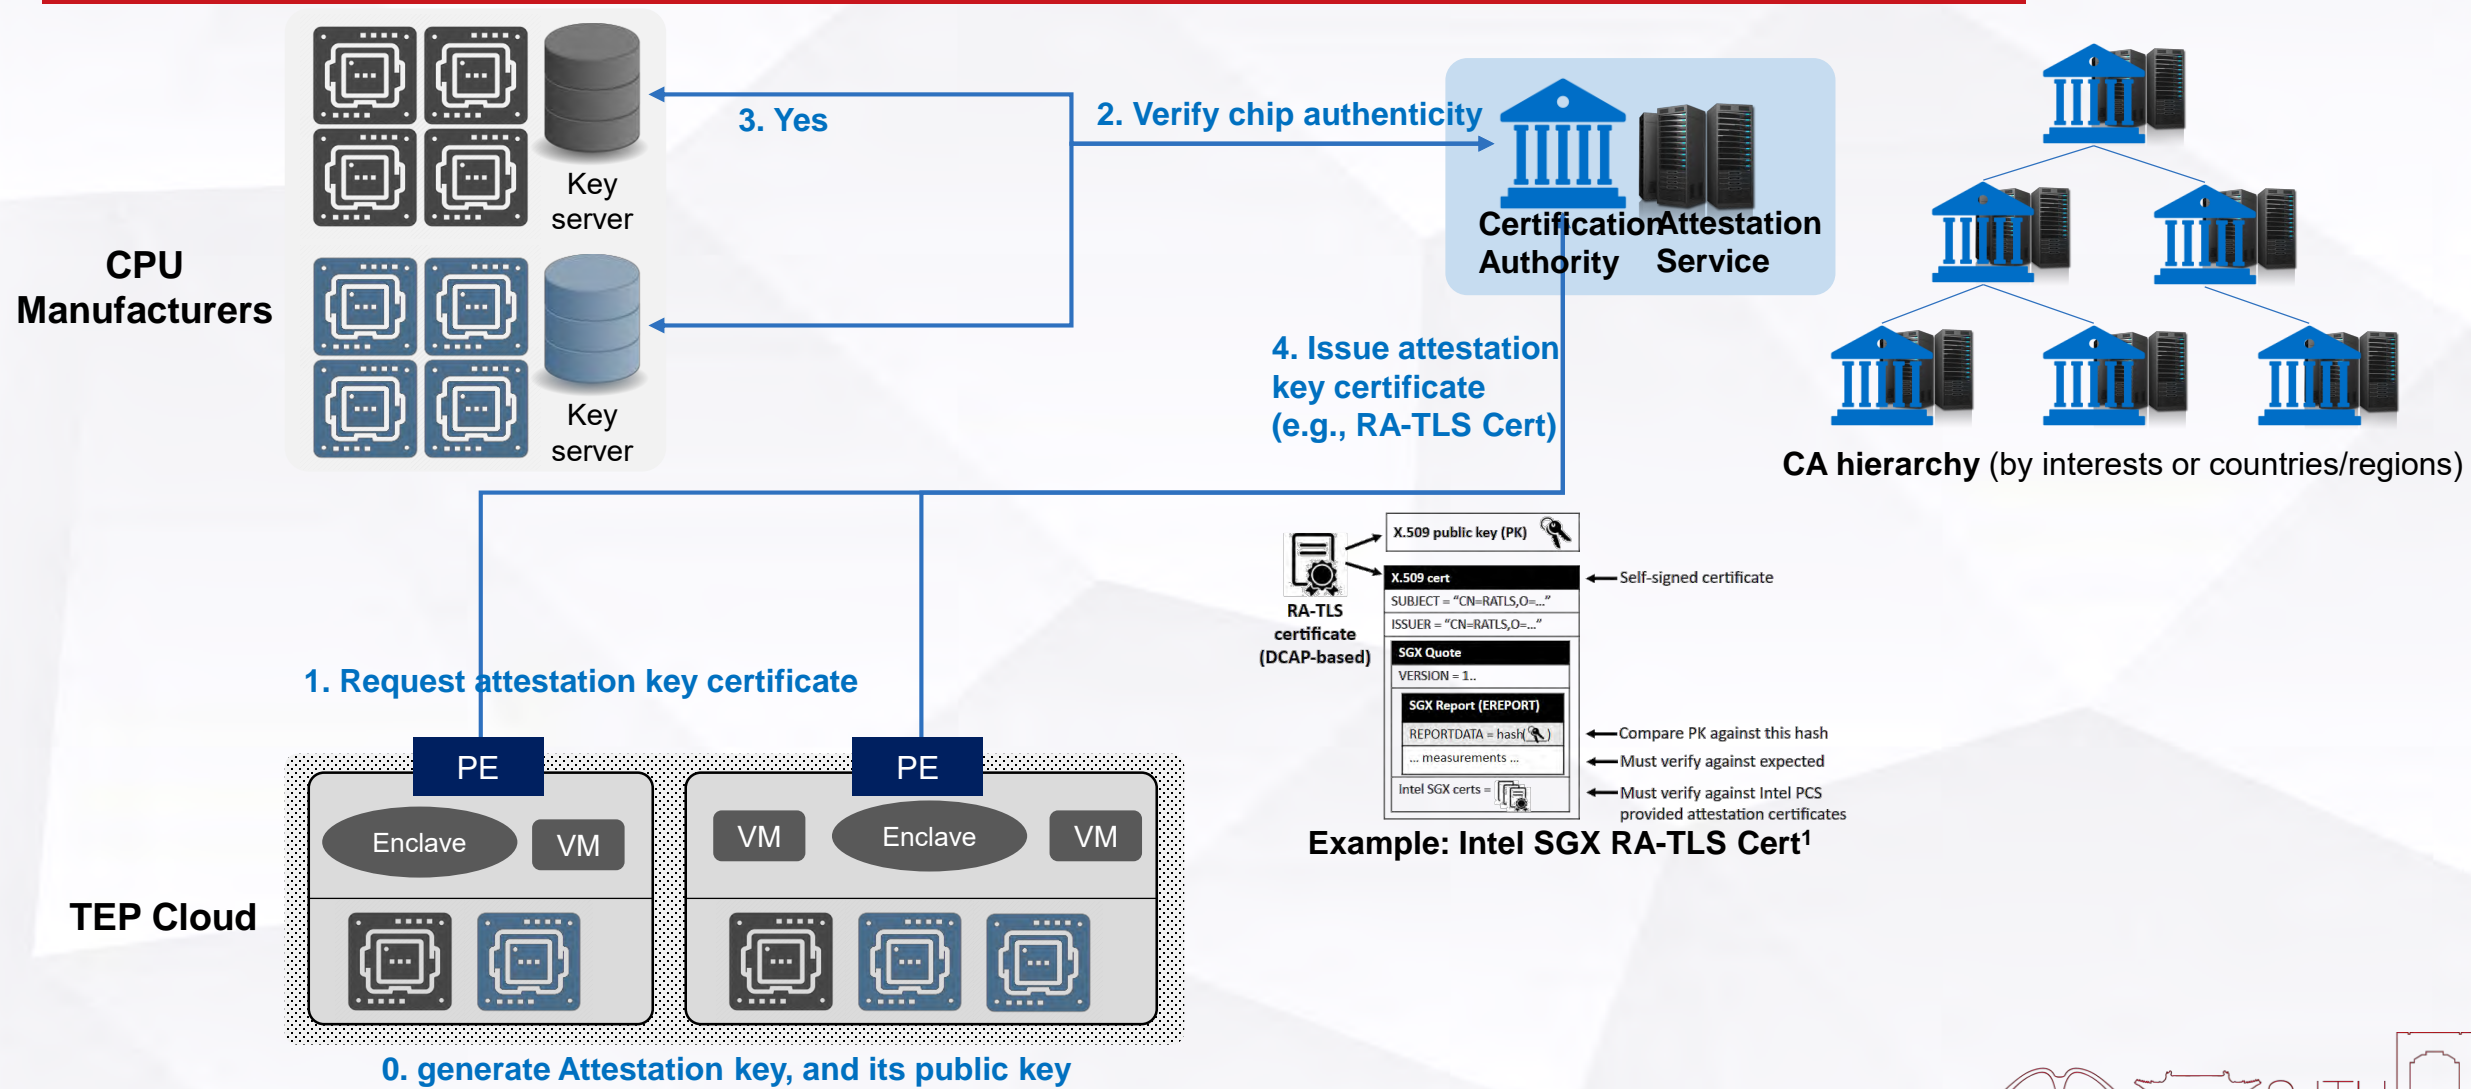 CPU
Manufacturers
Key
server
Key
server
3. Yes
2. Verify chip authenticity
Certification
Authority
Attestation
Service
4. Issue attestation
key certificate
(e.g., RA-TLS Cert)
CA hierarchy (by interests or countries/regions)
1. Request attestation key certificate
RA-TLS
certificate
(DCAP-based)
X.509 public key (PK)
X.509 cert
Self-signed certificate
SUBJECT = “CN=RATLS,O=...”
ISSUER = “CN=RATLS,O=...”
SGX Quote
VERSION = 1..
SGX Report (EREPORT)
REPORTDATA = hash( )
Compare PK against this hash
... measurements ...
Must verify against expected
Intel SGX certs =
Must verify against Intel PCS
provided attestation certificates
Example: Intel SGX RA-TLS Cert¹
TEP Cloud
PE
Enclave
VM
PE
VM
Enclave
VM
0. generate Attestation key, and its public key